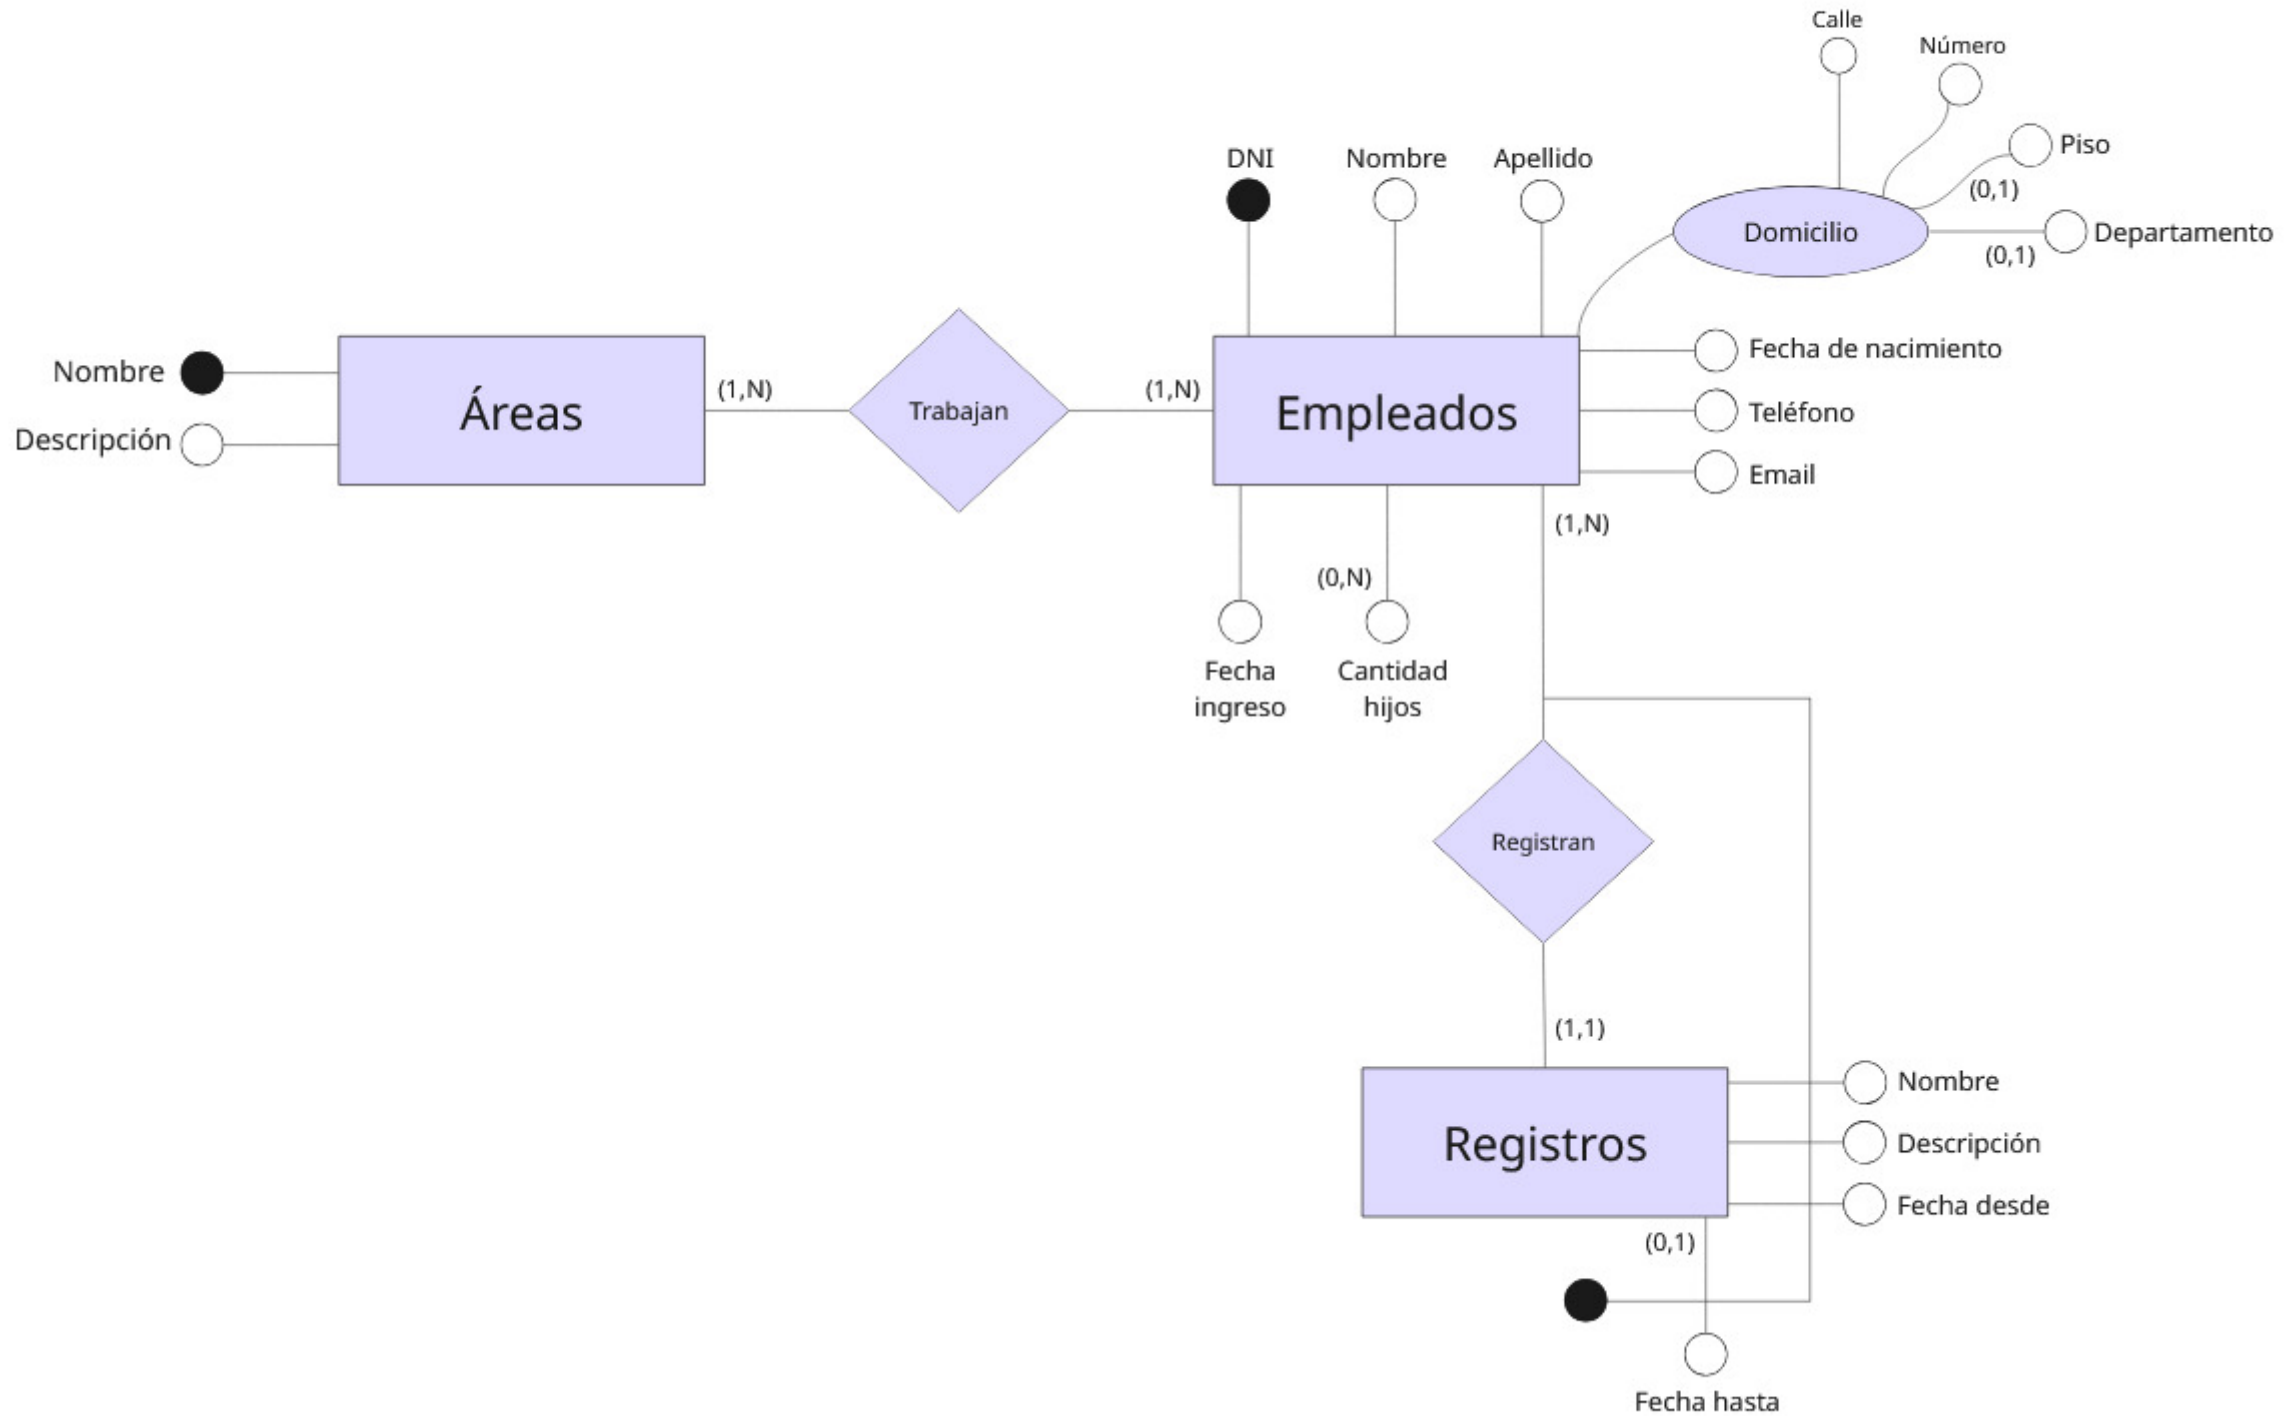 Calle
Número
Piso
(0,1)
Departamento
(0,1)
Domicilio
DNI
Nombre
Apellido
Nombre
Descripción
Áreas
(1,N)
Trabajan
(1,N)
Empleados
Fecha de nacimiento
Teléfono
Email
(1,N)
(0,N)
Fecha
ingreso
Cantidad
hijos
Registran
(1,1)
Registros
Nombre
Descripción
Fecha desde
(0,1)
Fecha hasta